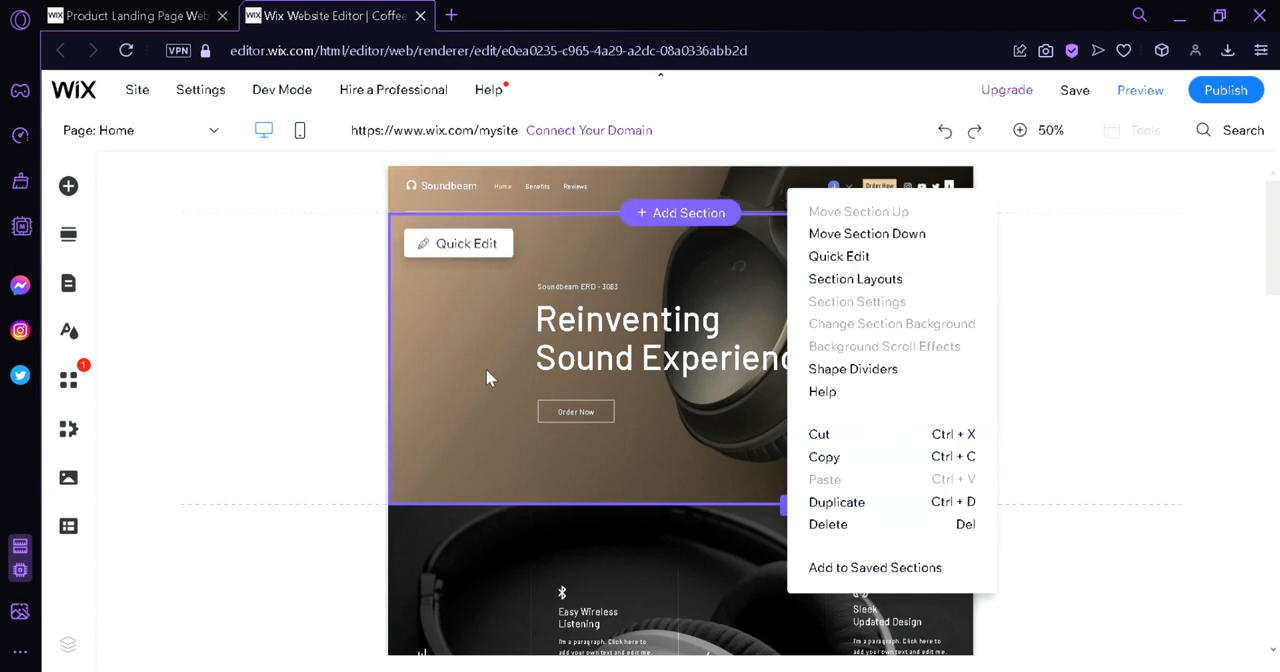 WiX Product Landing Page Web
WiX Wix Website Editor | Coffee
VPN editor.wix.com/html/editor/web/renderer/edit/e0ea0235-c965-4a29-a2dc-08a0336abb2d
WiX Site Settings Dev Mode Hire a Professional Help Upgrade Save Preview Publish
Page: Home https://www.wix.com/mysite Connect Your Domain 50% Tools Search
Soundbeam Home Benefits Reviews Order Now
+ Add Section
Quick Edit
Soundbeam ERD - 3083
Reinventing
Sound Experienc
Order Now
Move Section Up
Move Section Down
Quick Edit
Section Layouts
Section Settings
Change Section Background
Background Scroll Effects
Shape Dividers
Help
Cut Ctrl + X
Copy Ctrl + C
Paste Ctrl + V
Duplicate Ctrl + D
Delete Del
Add to Saved Sections
1
M
Easy Wireless
Listening
I'm a paragraph. Click here to
add your own text and edit me.
Sleek
Updated Design
I'm a paragraph. Click here to
add your own text and edit me.